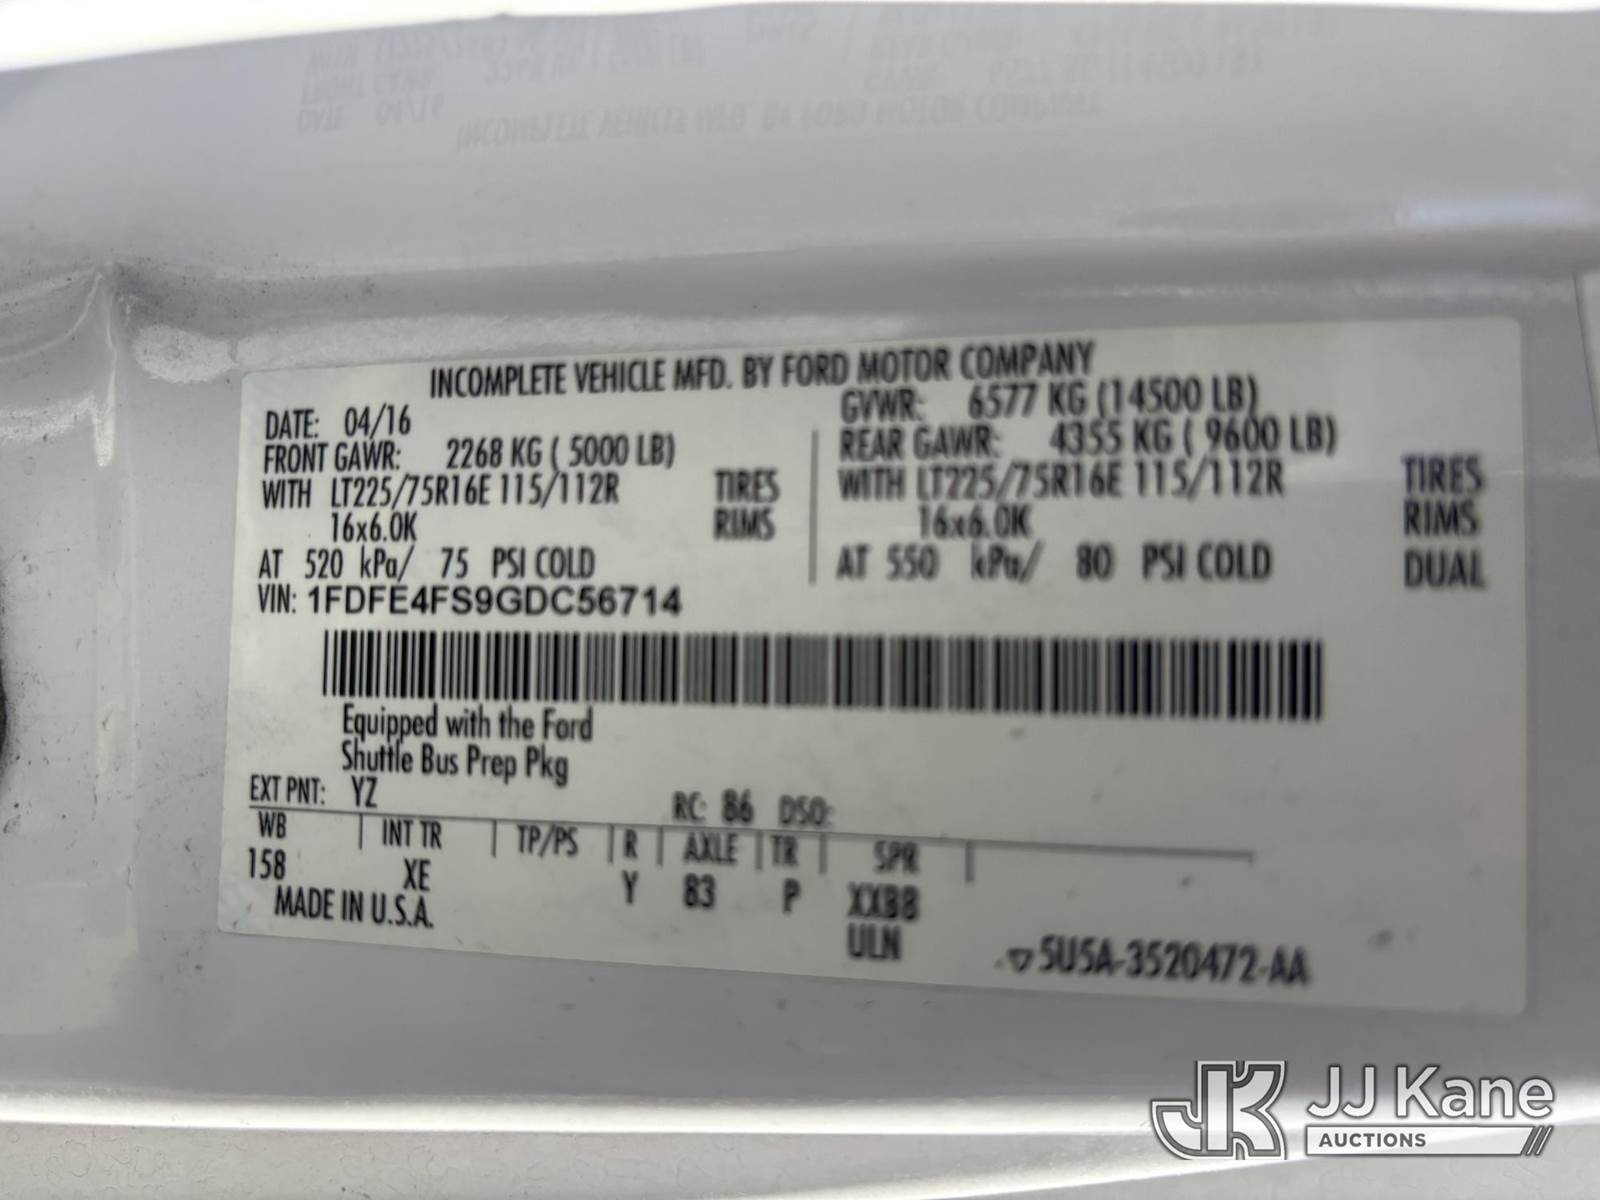 INCOMPLETE VEHICLE MFD. BY FORD MOTOR COMPANY
DATE: 04/16 GVWR: 6577 KG (14500 LB)
FRONT GAWR: 2268 KG ( 5000 LB) REAR GAWR: 4355 KG ( 9600 LB)
WITH LT225/75R16E 115/112R TIRES WITH LT225/75R16E 115/112R TIRES
16x6.0K RIMS 16x6.0K RIMS
AT 520 kPa/ 75 PSI COLD AT 550 kPa/ 80 PSI COLD DUAL
VIN: 1FDFE4FS9GDC56714
Equipped with the Ford
Shuttle Bus Prep Pkg
EXT PNT: YZ RC: 86 DSO:
WB INT TR TP/PS R AXLE TR SPR
158 XE Y 83 P XXBB
MADE IN U.S.A. ULN
5U5A-3520472-AA
JK JJ Kane
AUCTIONS